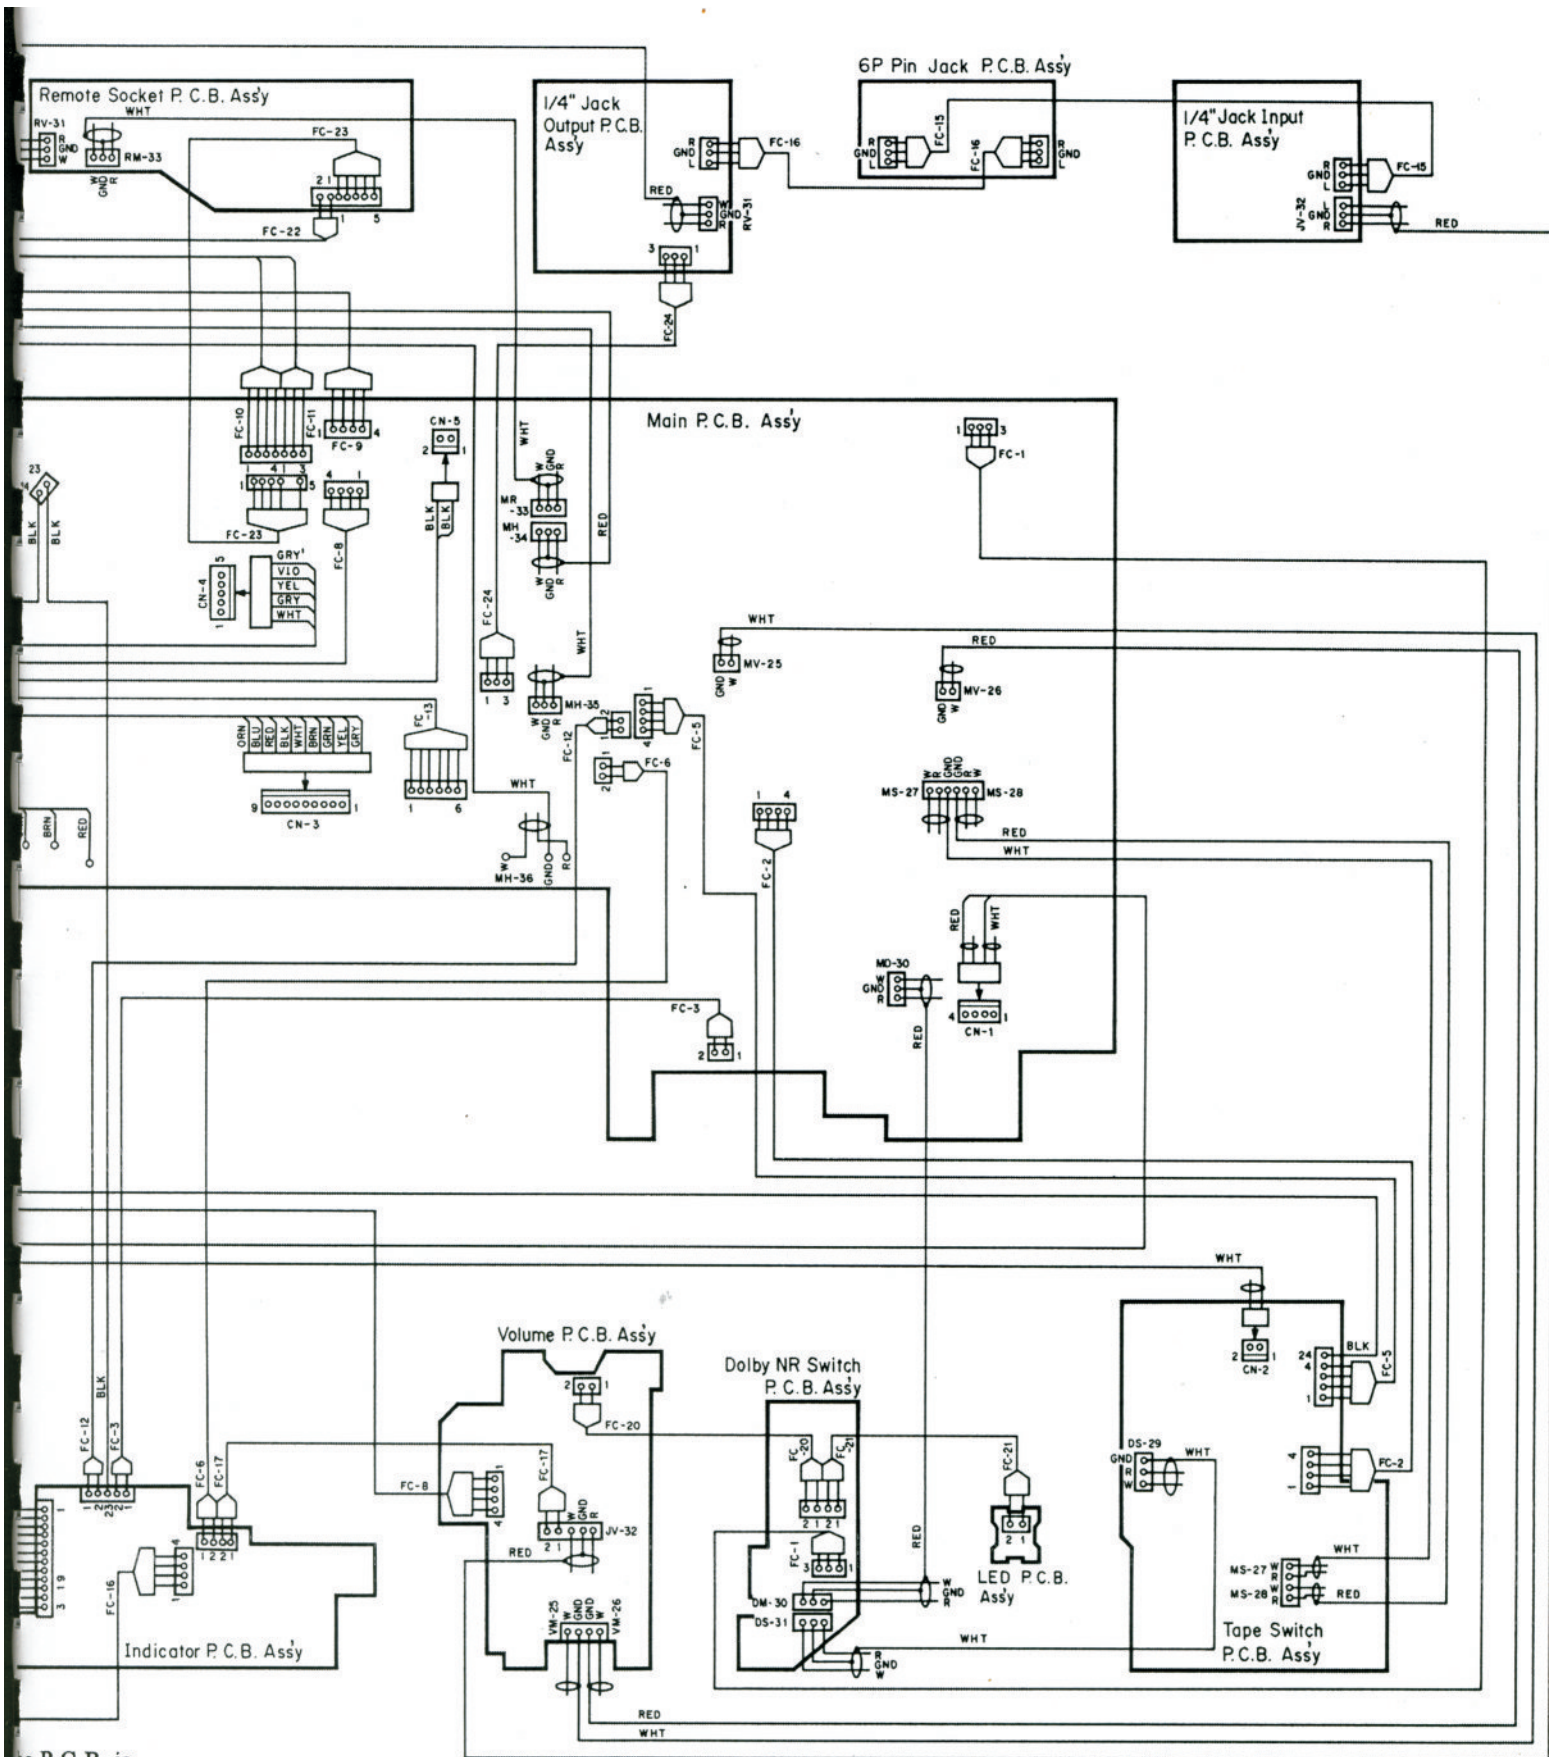 6P Pin Jack P.C.B. Ass'y
Remote Socket P.C.B. Ass'y
WHT
RV-31
R
GND
W
RM-33
W
GND
R
FC-23
2 1
1
5
FC-22
1/4" Jack
Output P.C.B.
Ass'y
R
GND
L
FC-16
RED
W
GND
R
RV-31
3
1
FC-24
R
GND
L
FC-15
FC-16
R
GND
L
1/4" Jack Input
P.C.B. Ass'y
R
GND
L
FC-15
JV-32
L
GND
R
RED
Main P.C.B. Ass'y
FC-10
FC-11
1
4
FC-9
1
4 1
3
1
5
FC-23
4
1
FC-8
CN-5
2
1
BLK
BLK
23
BLK
BLK
CN-4
5
1
GRY'
VIO
YEL
GRY
WHT
WHT
W
GND
R
MR
-33
MH
-34
W
GND
R
RED
FC-24
1 3
WHT
MH-35
W
GND
R
1
3
FC-1
WHT
MV-25
GND
W
RED
MV-26
GND
W
FC-13
1
6
ORN
BLU
RED
BLK
WHT
BRN
GRN
YEL
GRY
9
1
CN-3
BRN
RED
FC-12
2
1
1
4
FC-5
1
2
FC-6
WHT
W
MH-36
GND
R
1
4
FC-2
W
R
GND
GND
R
W
MS-27
MS-28
RED
WHT
RED
WHT
MD-30
W
GND
R
RED
4
1
CN-1
FC-3
2
1
WHT
2
1
CN-2
24
4
1
BLK
FC-5
4
1
FC-2
DS-29
GND
R
W
WHT
MS-27
W
R
MS-28
W
R
WHT
RED
Tape Switch
P.C.B. Ass'y
Volume P.C.B. Ass'y
2
1
FC-20
FC-8
1
4
FC-17
2 1
W
GND
R
JV-32
RED
VM-25
W
GND
GND
W
VM-26
Dolby NR Switch
P.C.B. Ass'y
FC
-20
FC
-21
2 1 2 1
FC-1
3
1
DM-30
DS-31
W
GND
R
RED
R
GND
W
WHT
FC-21
2 1
LED P.C.B.
Ass'y
FC-12
BLK
FC-3
1
2
23
2
1
FC-6
FC-17
1 2 2 1
1
3 19
FC-16
4
1
Indicator P.C.B. Ass'y
RED
WHT